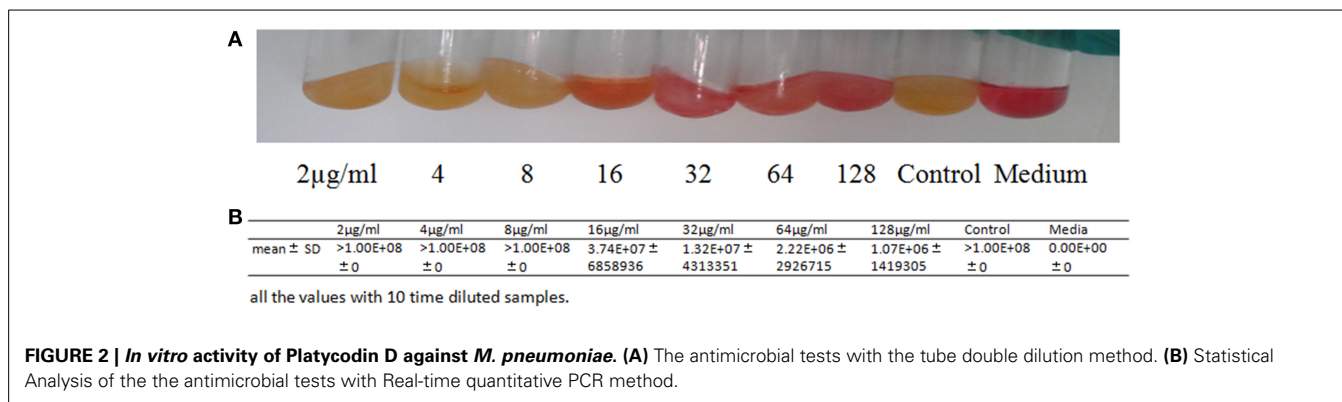 A
2µg/ml 4 8 16 32 64 128 Control Medium
B
2µg/ml 4µg/ml 8µg/ml 16µg/ml 32µg/ml 64µg/ml 128µg/ml Control Media
mean ± SD >1.00E+08 >1.00E+08 >1.00E+08 3.74E+07 ± 1.32E+07 ± 2.22E+06 ± 1.07E+06 ± >1.00E+08 0.00E+00
±0 ±0 ±0 6858936 4313351 2926715 1419305 ±0 ±0
all the values with 10 time diluted samples.
FIGURE 2 | In vitro activity of Platycodin D against M. pneumoniae. (A) The antimicrobial tests with the tube double dilution method. (B) Statistical
Analysis of the the antimicrobial tests with Real-time quantitative PCR method.